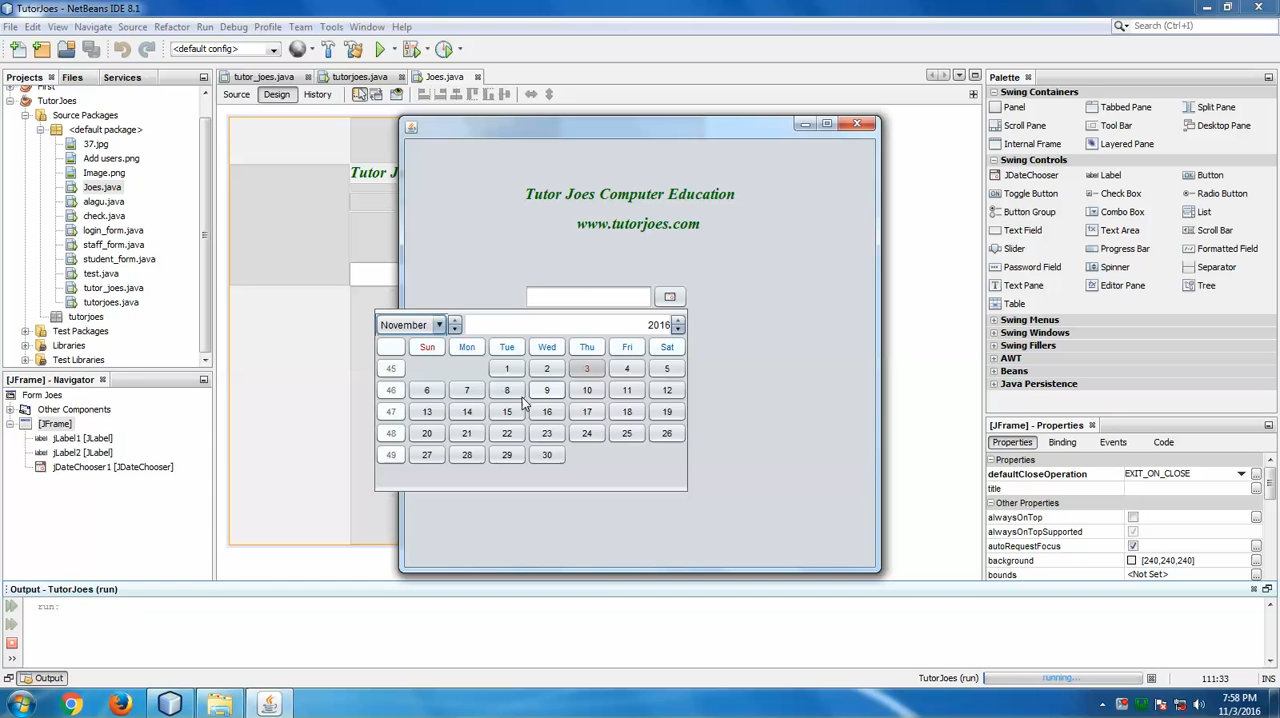 TutorJoes - NetBeans IDE 8.1
File Edit View Navigate Source Refactor Run Debug Profile Team Tools Window Help
Search (Ctrl+I)
<default config>
Projects Files Services
tutor_joes.java tutorjoes.java Joes.java
Source Design History
First
TutorJoes
Source Packages
<default package>
37.jpg
Add users.png
Image.png
Joes.java
alagu.java
check.java
login_form.java
staff_form.java
student_form.java
test.java
tutor_joes.java
tutorjoes.java
tutorjoes
Test Packages
Libraries
Test Libraries
[JFrame] - Navigator
Form Joes
Other Components
[JFrame]
jLabel1 [JLabel]
jLabel2 [JLabel]
jDateChooser1 [JDateChooser]
Tutor J
Tutor Joes Computer Education
www.tutorjoes.com
November 2016
Sun Mon Tue Wed Thu Fri Sat
45 1 2 3 4 5
46 6 7 8 9 10 11 12
47 13 14 15 16 17 18 19
48 20 21 22 23 24 25 26
49 27 28 29 30
Palette
Swing Containers
Panel Tabbed Pane Split Pane
Scroll Pane Tool Bar Desktop Pane
Internal Frame Layered Pane
Swing Controls
JDateChooser Label Button
Toggle Button Check Box Radio Button
Button Group Combo Box List
Text Field Text Area Scroll Bar
Slider Progress Bar Formatted Field
Password Field Spinner Separator
Text Pane Editor Pane Tree
Table
Swing Menus
Swing Windows
Swing Fillers
AWT
Beans
Java Persistence
[JFrame] - Properties
Properties Binding Events Code
Properties
defaultCloseOperation EXIT_ON_CLOSE
title
Other Properties
alwaysOnTop
alwaysOnTopSupported
autoRequestFocus
background [240,240,240]
bounds <Not Set>
Output - TutorJoes (run)
run:
Output
TutorJoes (run) running... 111:33 INS
7:58 PM
11/3/2016